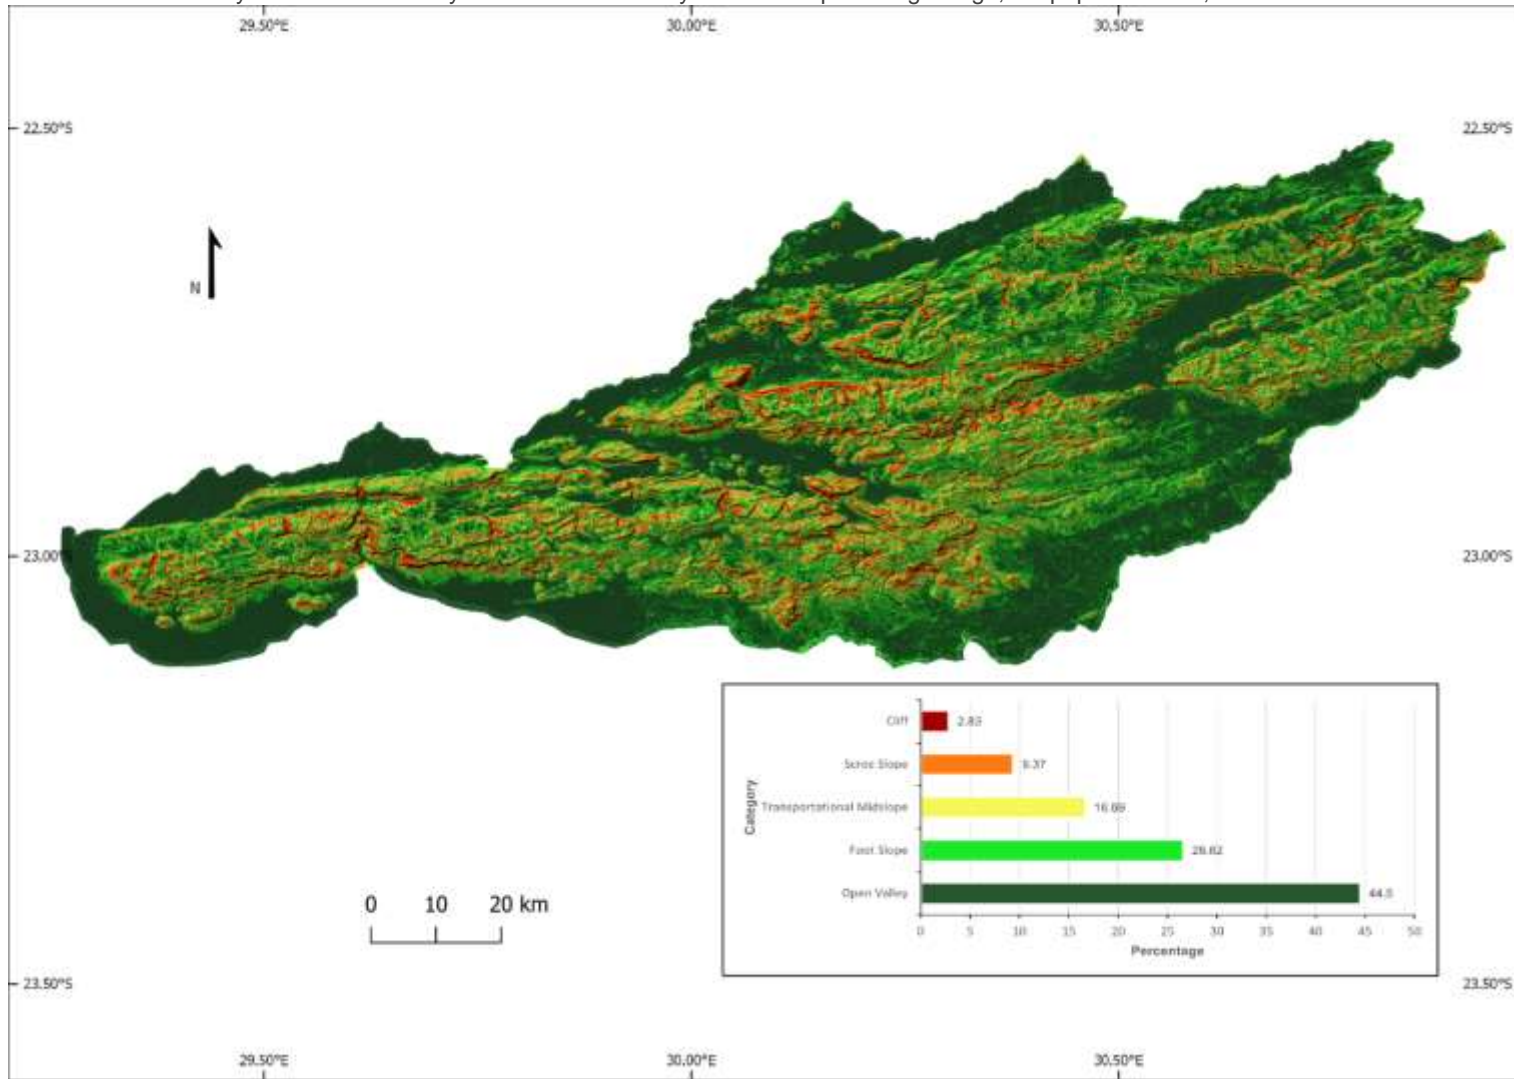 29.50°E 30.00°E 30.50°E
22.50°S 22.50°S
N
23.00°S 23.00°S
Cliff 2.83
Scree Slope 9.37
Transportational Midslope 16.69
Foot Slope 26.62
Open Valley 44.5
Category
0 5 10 15 20 25 30 35 40 45 50
Percentage
0 10 20 km
23.50°S 23.50°S
29.50°E 30.00°E 30.50°E